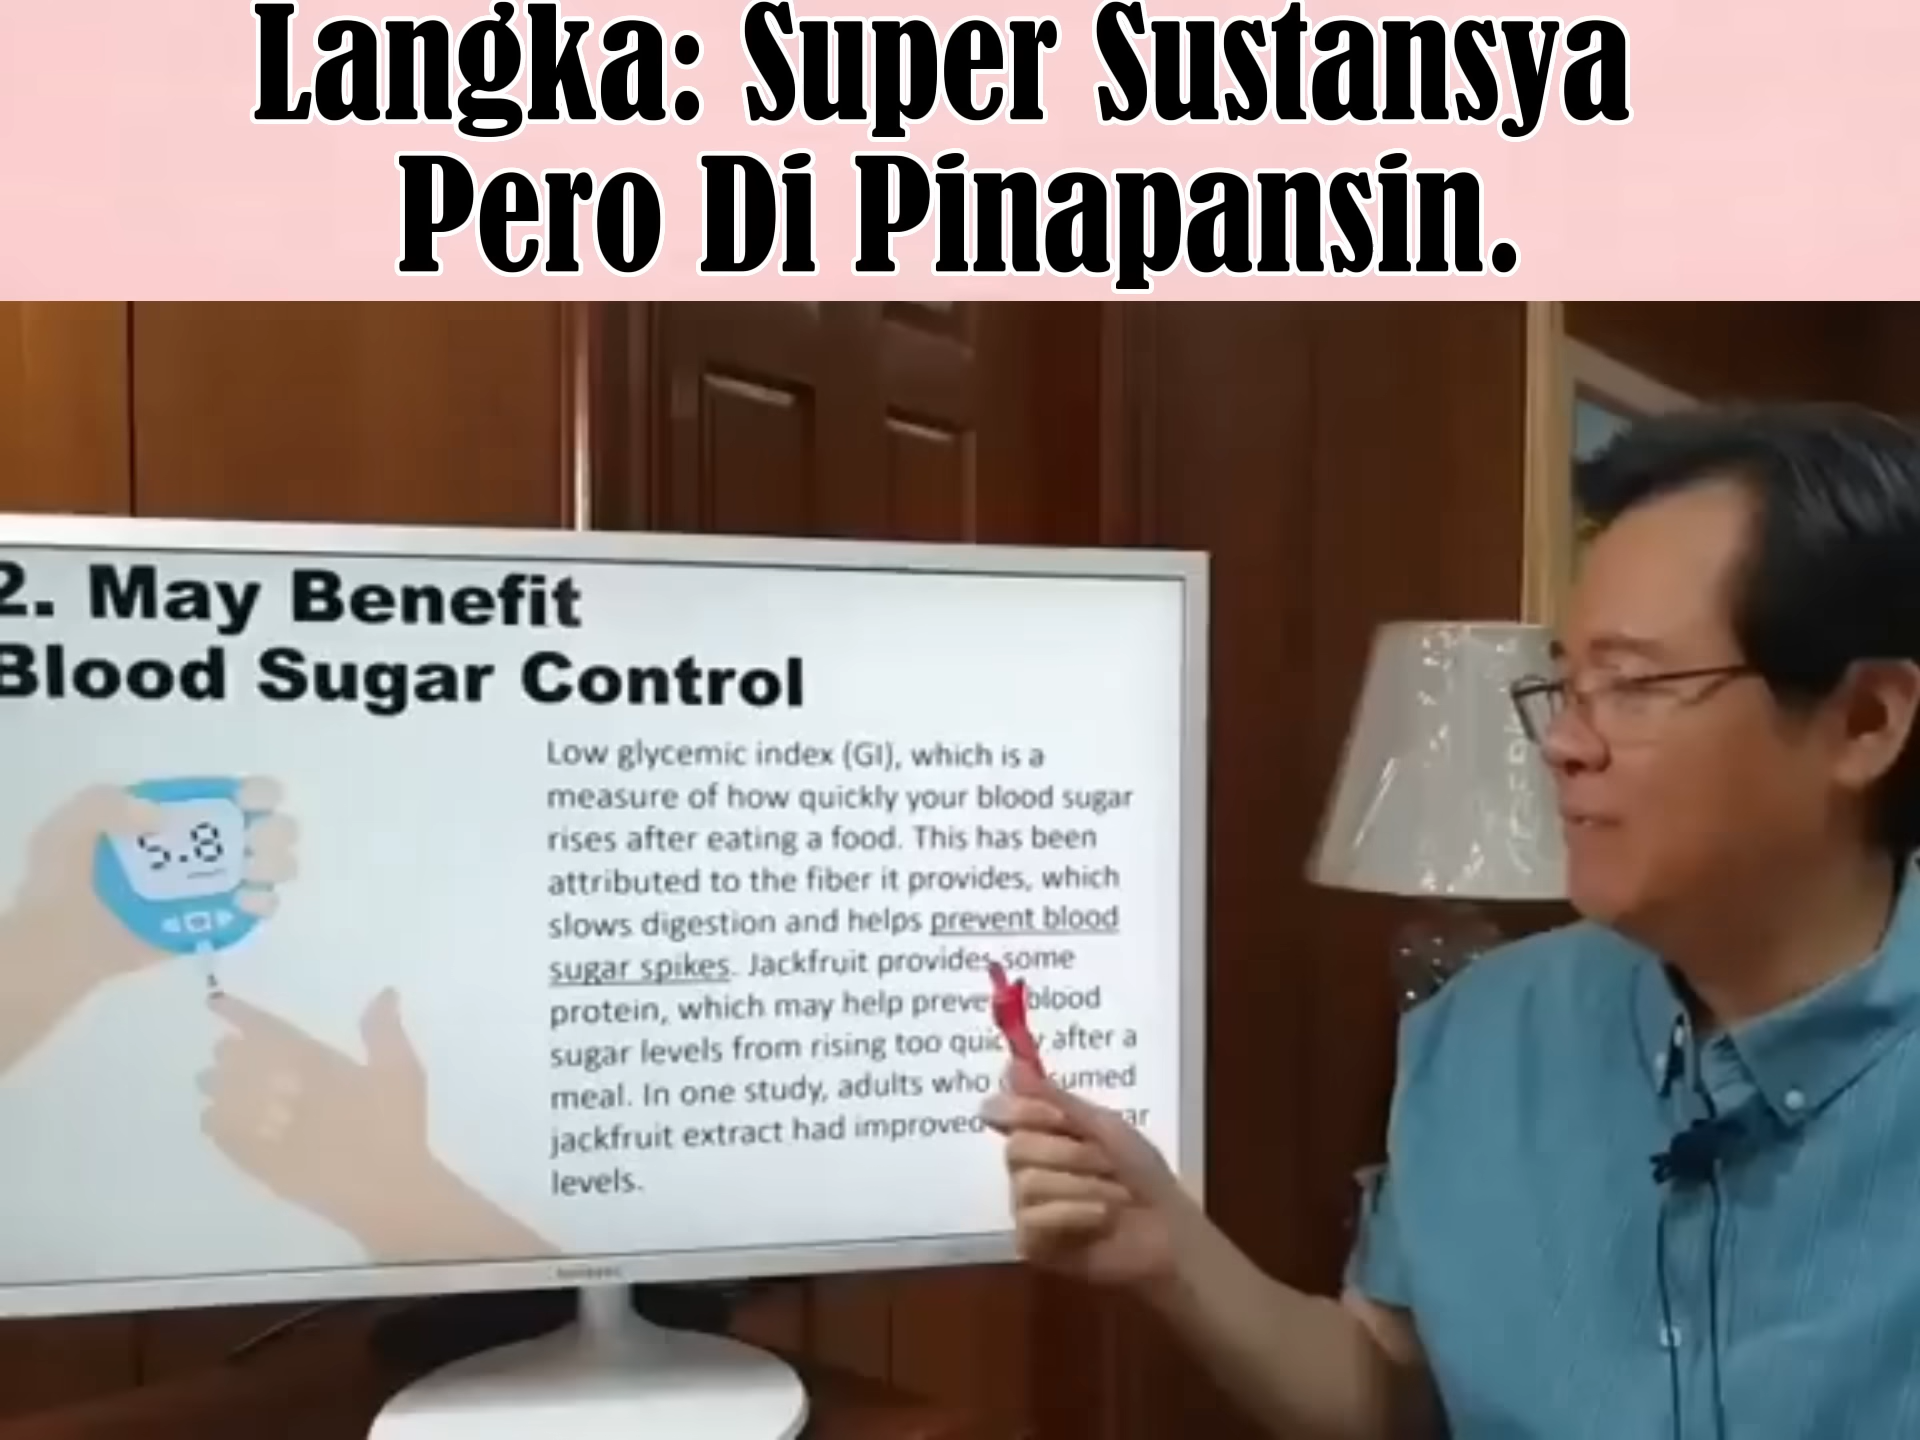 Langka: Super Sustansya
Pero Di Pinapansin.
2. May Benefit
Blood Sugar Control
5.8
Low glycemic index (GI), which is a
measure of how quickly your blood sugar
rises after eating a food. This has been
attributed to the fiber it provides, which
slows digestion and helps prevent blood
sugar spikes. Jackfruit provides some
protein, which may help blood
sugar levels from rising too after a
meal. In one study, adults who
jackfruit extract had improved
levels.